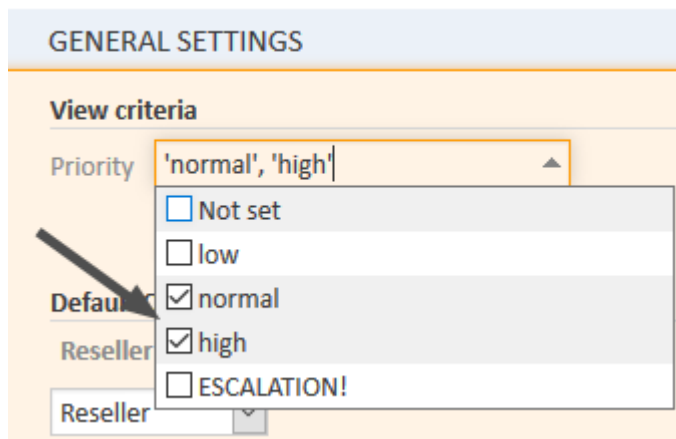 GENERAL SETTINGS
View criteria
Priority 'normal', 'high'
Not set
low
normal
high
ESCALATION!
Reseller
Reseller